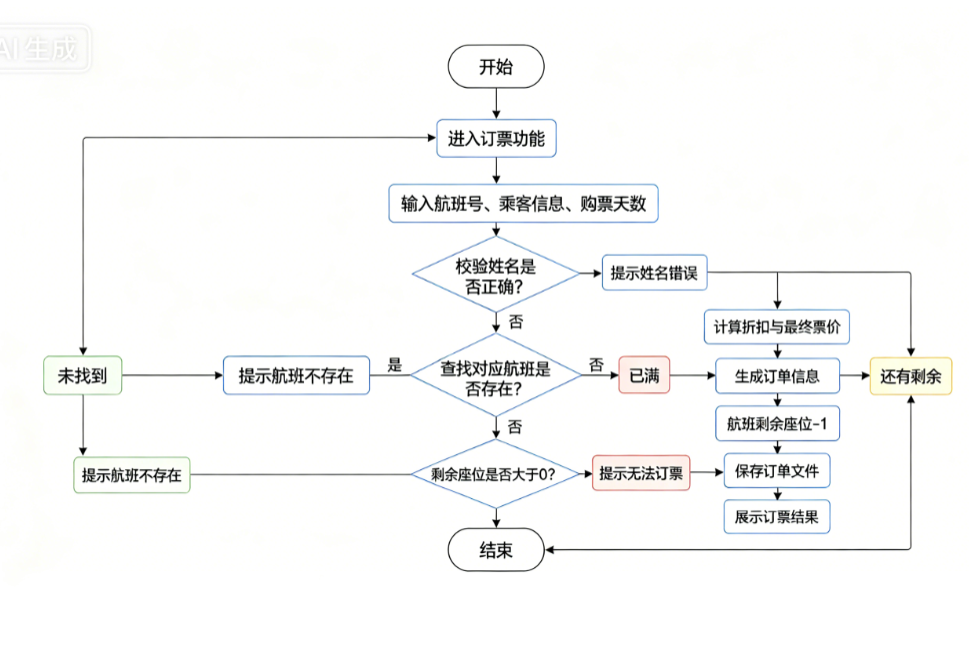 AI 生成
开始
进入订票功能
输入航班号、乘客信息、购票天数
校验姓名是
否正确?
提示姓名错误
否
计算折扣与最终票价
未找到
提示航班不存在
是
查找对应航班是
否存在?
否
已满
生成订单信息
还有剩余
否
航班剩余座位-1
提示航班不存在
剩余座位是否大于0?
提示无法订票
保存订单文件
展示订票结果
结束